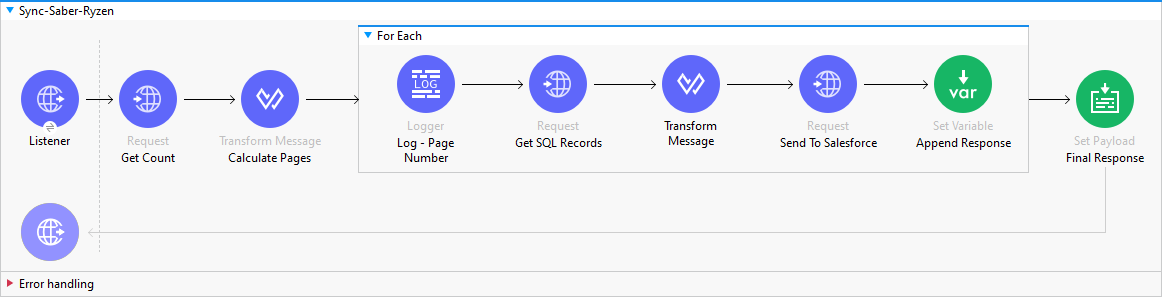 Sync-Saber-Ryzen
For Each
LOG
var
Listener
Request
Get Count
Transform Message
Calculate Pages
Logger
Log - Page
Number
Request
Get SQL Records
Transform
Message
Request
Send To Salesforce
Set Variable
Append Response
Set Payload
Final Response
Error handling